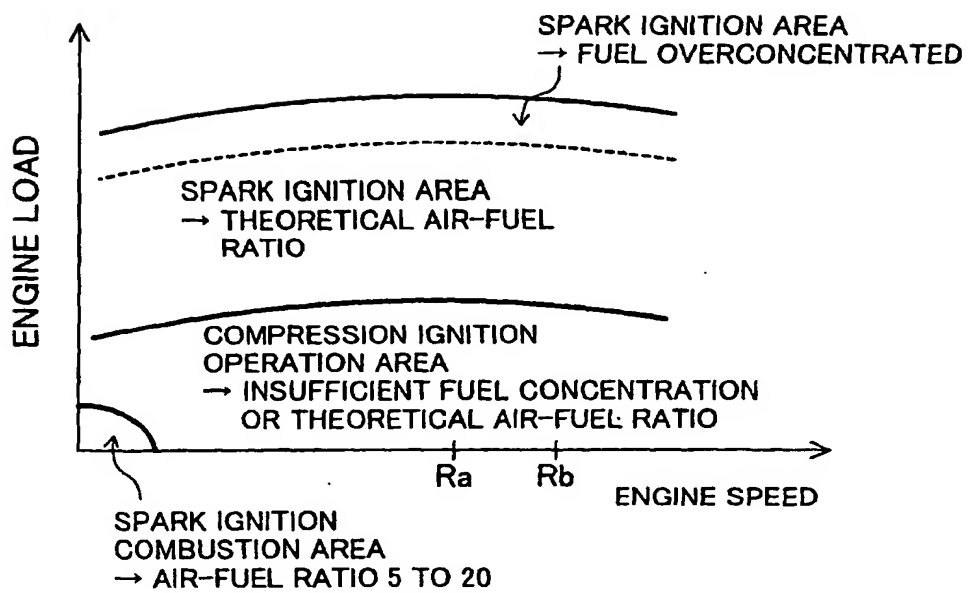 SPARK IGNITION AREA
→ FUEL OVERCONCENTRATED
ENGINE LOAD
SPARK IGNITION AREA
→ THEORETICAL AIR-FUEL
RATIO
COMPRESSION IGNITION
OPERATION AREA
→ INSUFFICIENT FUEL CONCENTRATION
OR THEORETICAL AIR-FUEL RATIO
Ra
Rb
ENGINE SPEED
SPARK IGNITION
COMBUSTION AREA
→ AIR-FUEL RATIO 5 TO 20